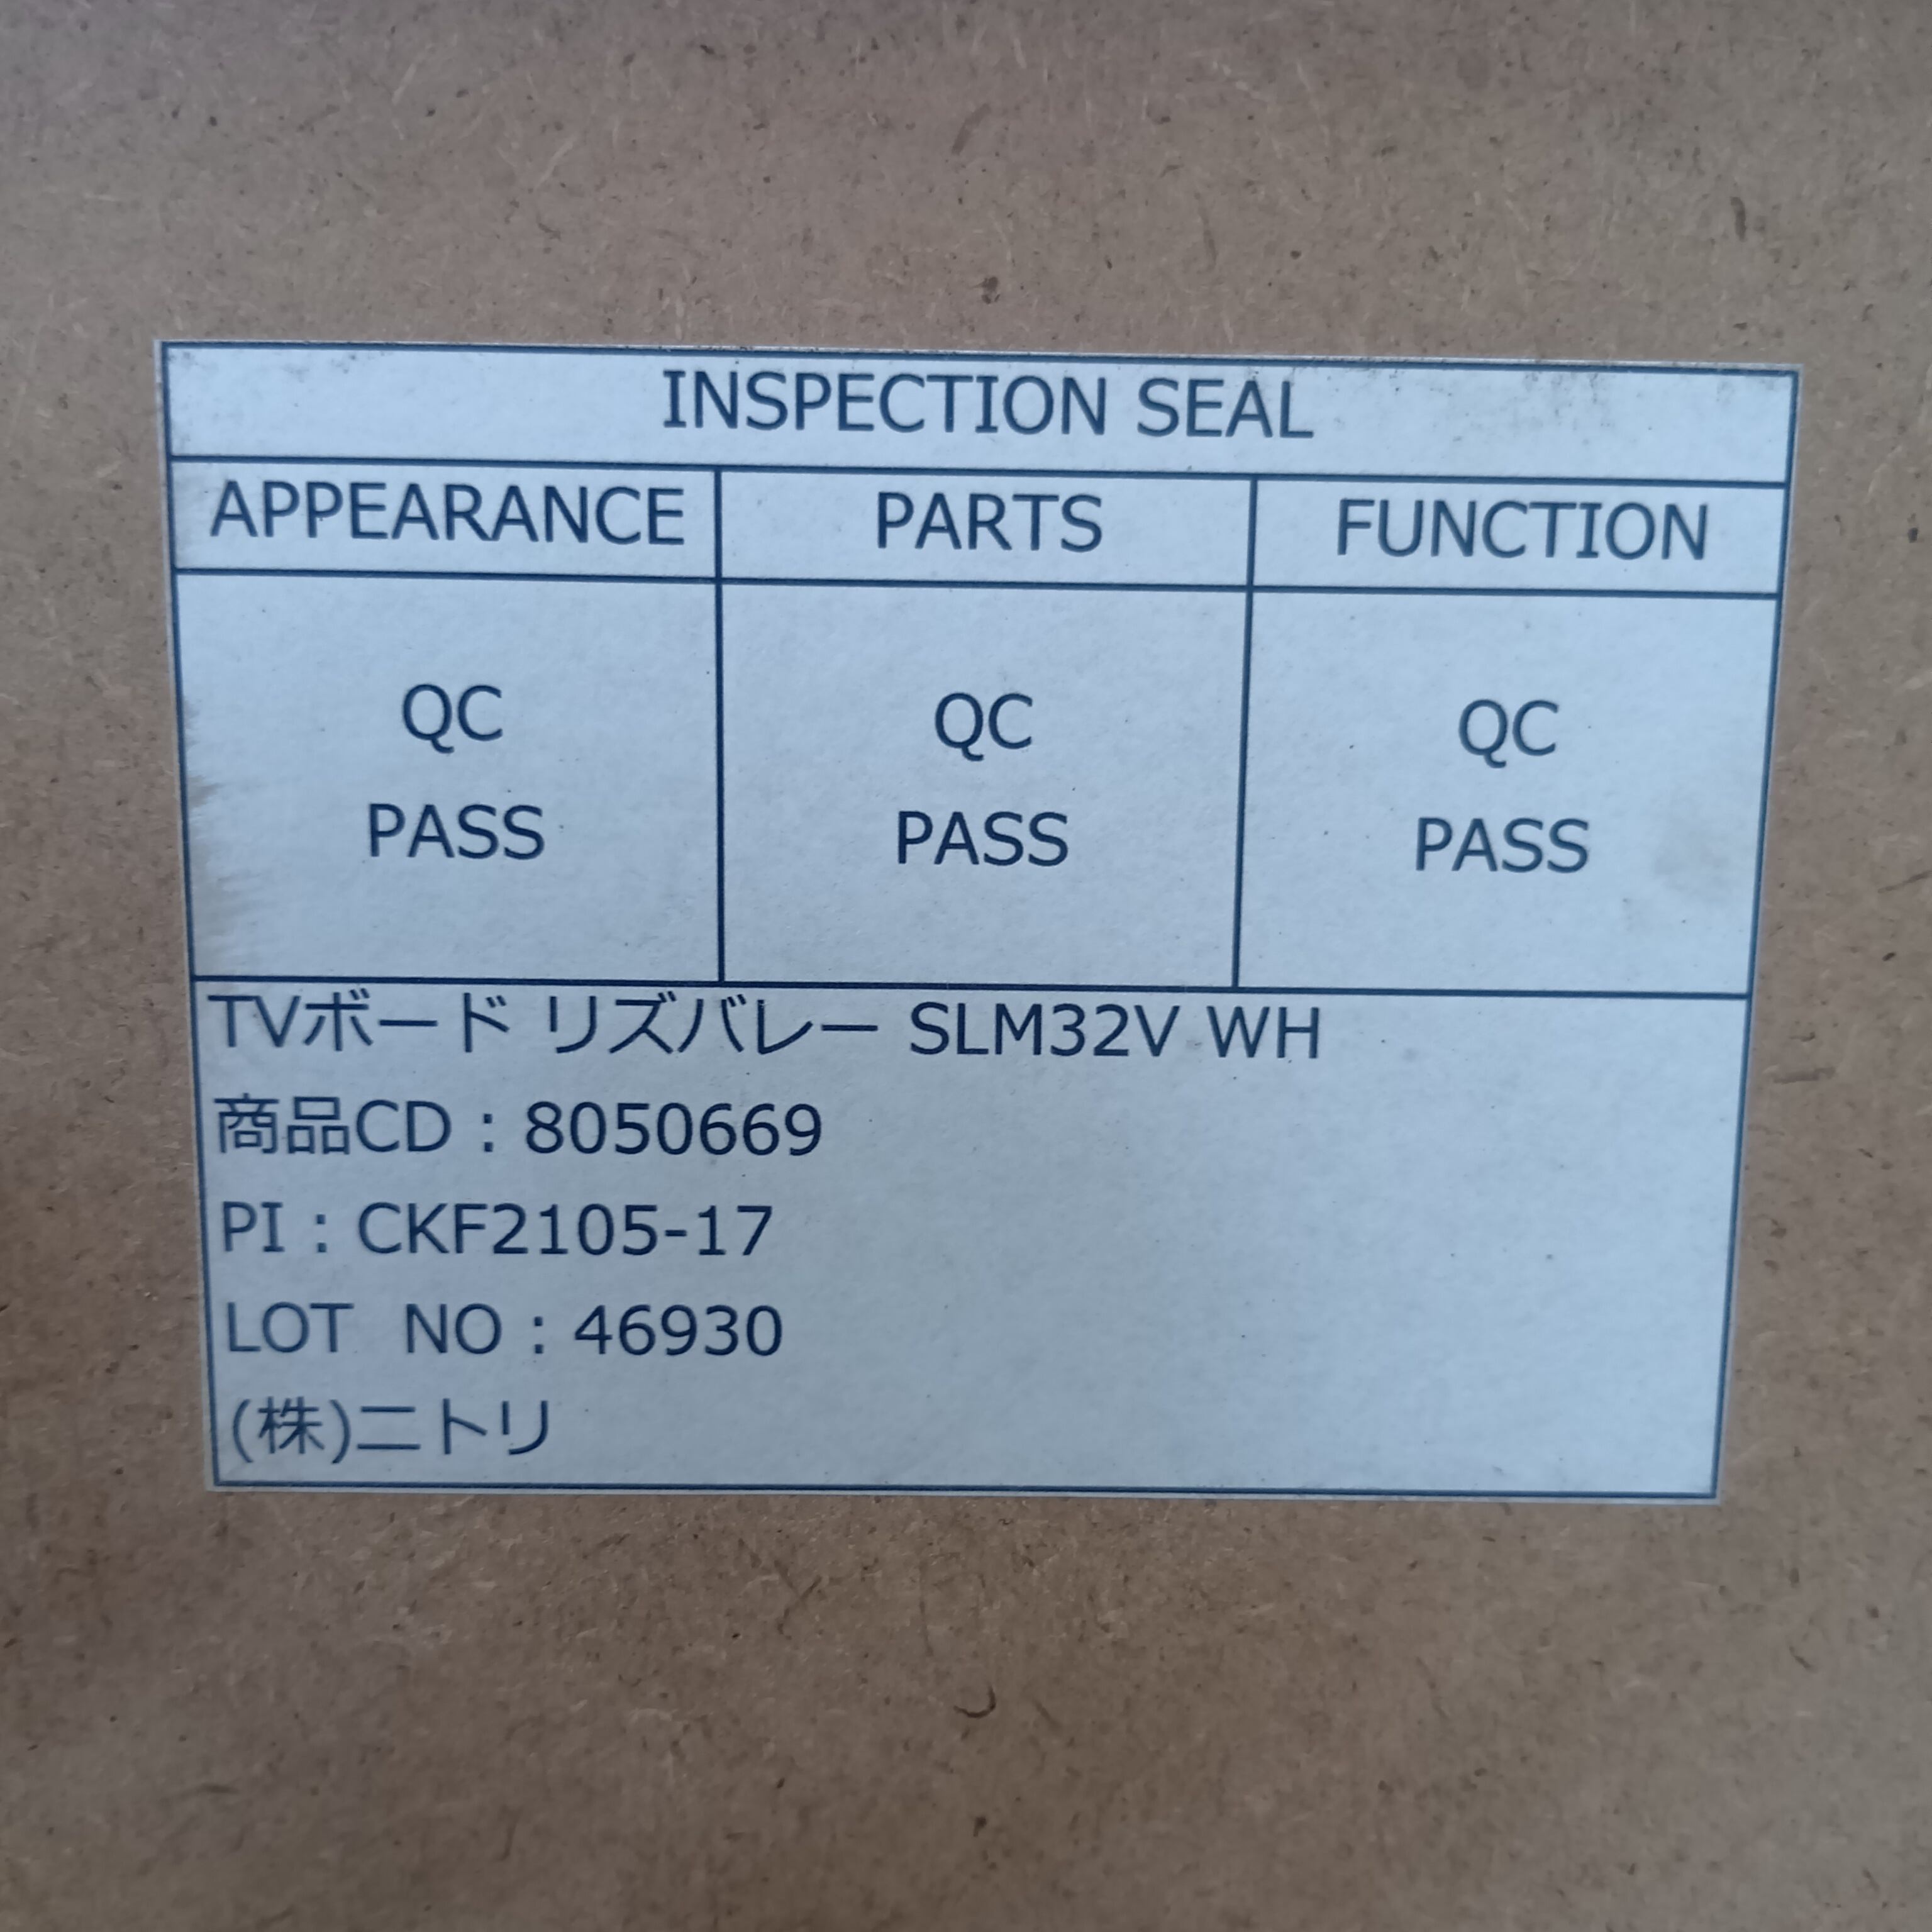 INSPECTION SEAL
APPEARANCE PARTS FUNCTION
QC QC QC
PASS PASS PASS
TVボード リズバレー SLM32V WH
商品CD：8050669
PI：CKF2105-17
LOT NO：46930
(株)ニトリ